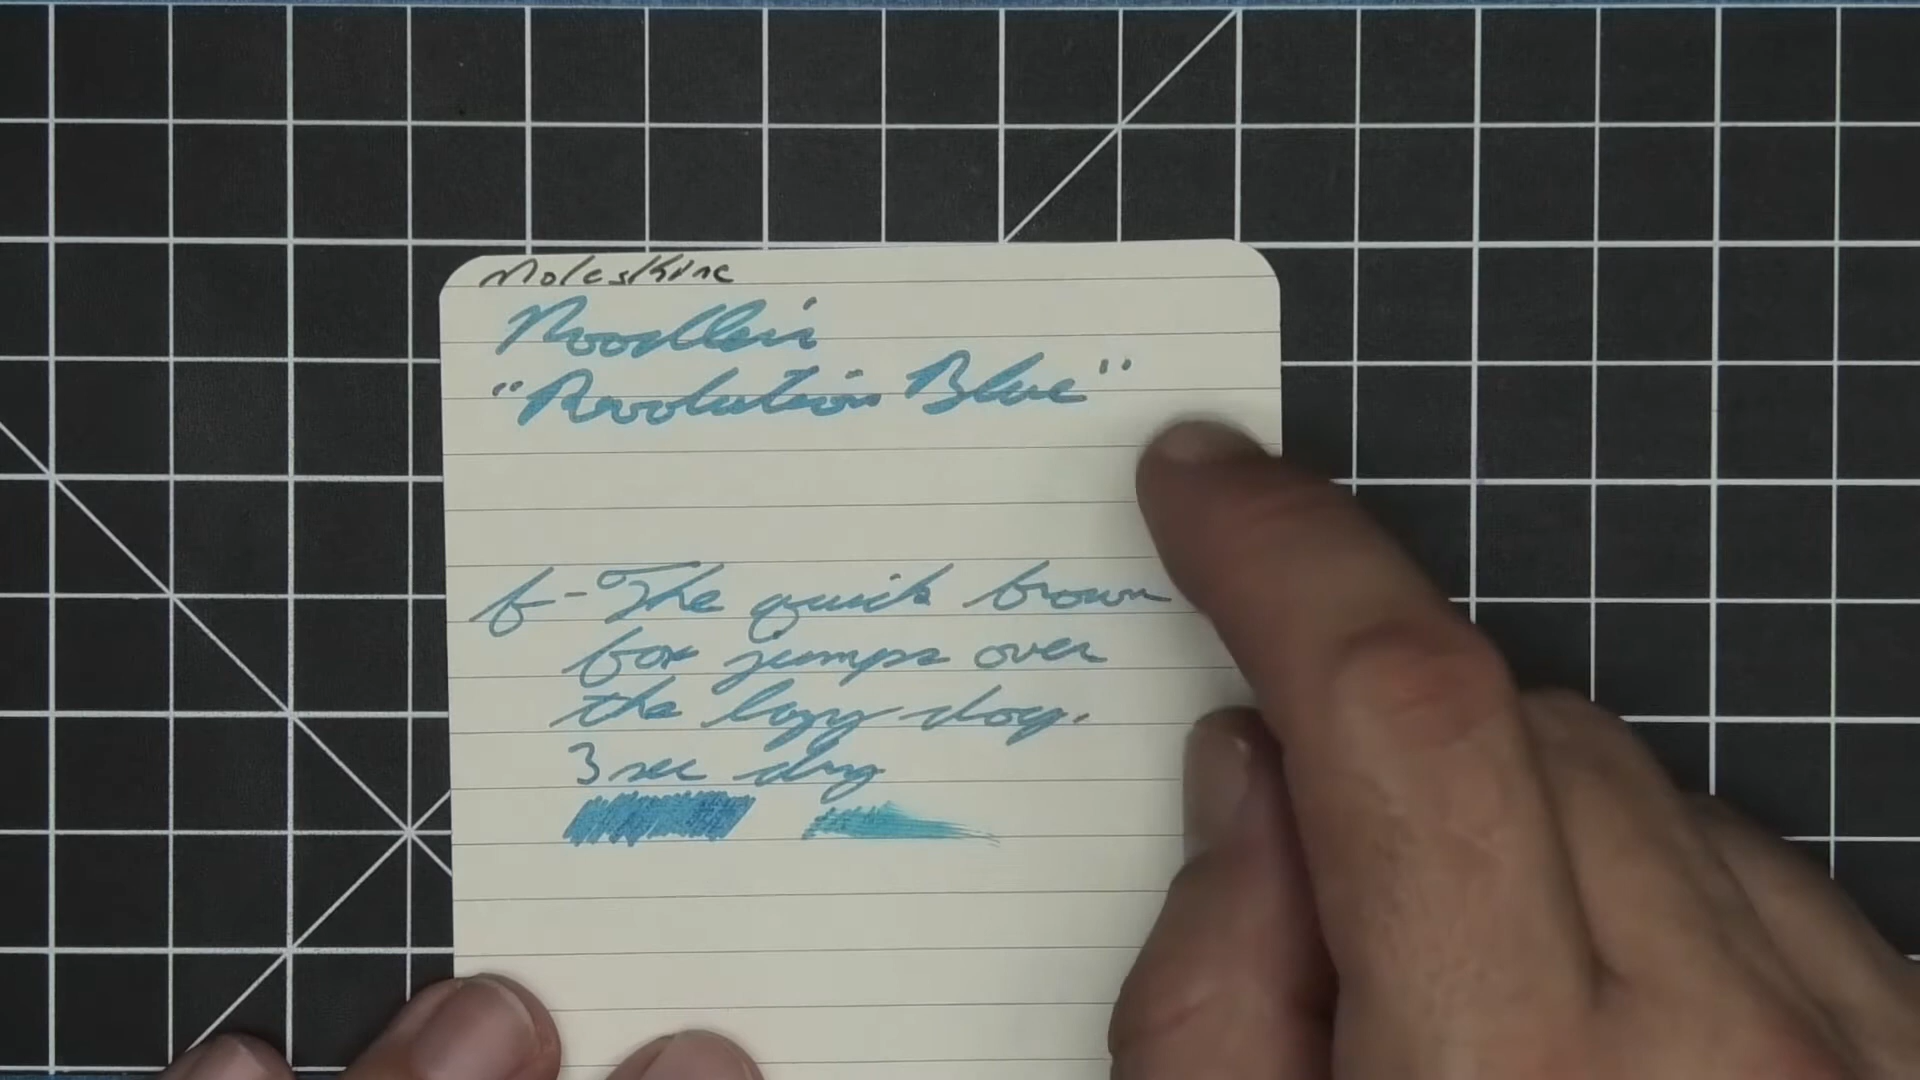 Moleskine
Noodler's
"Revolution Blue"
f - The quick brown
fox jumps over
the lazy dog.
3 sec dry